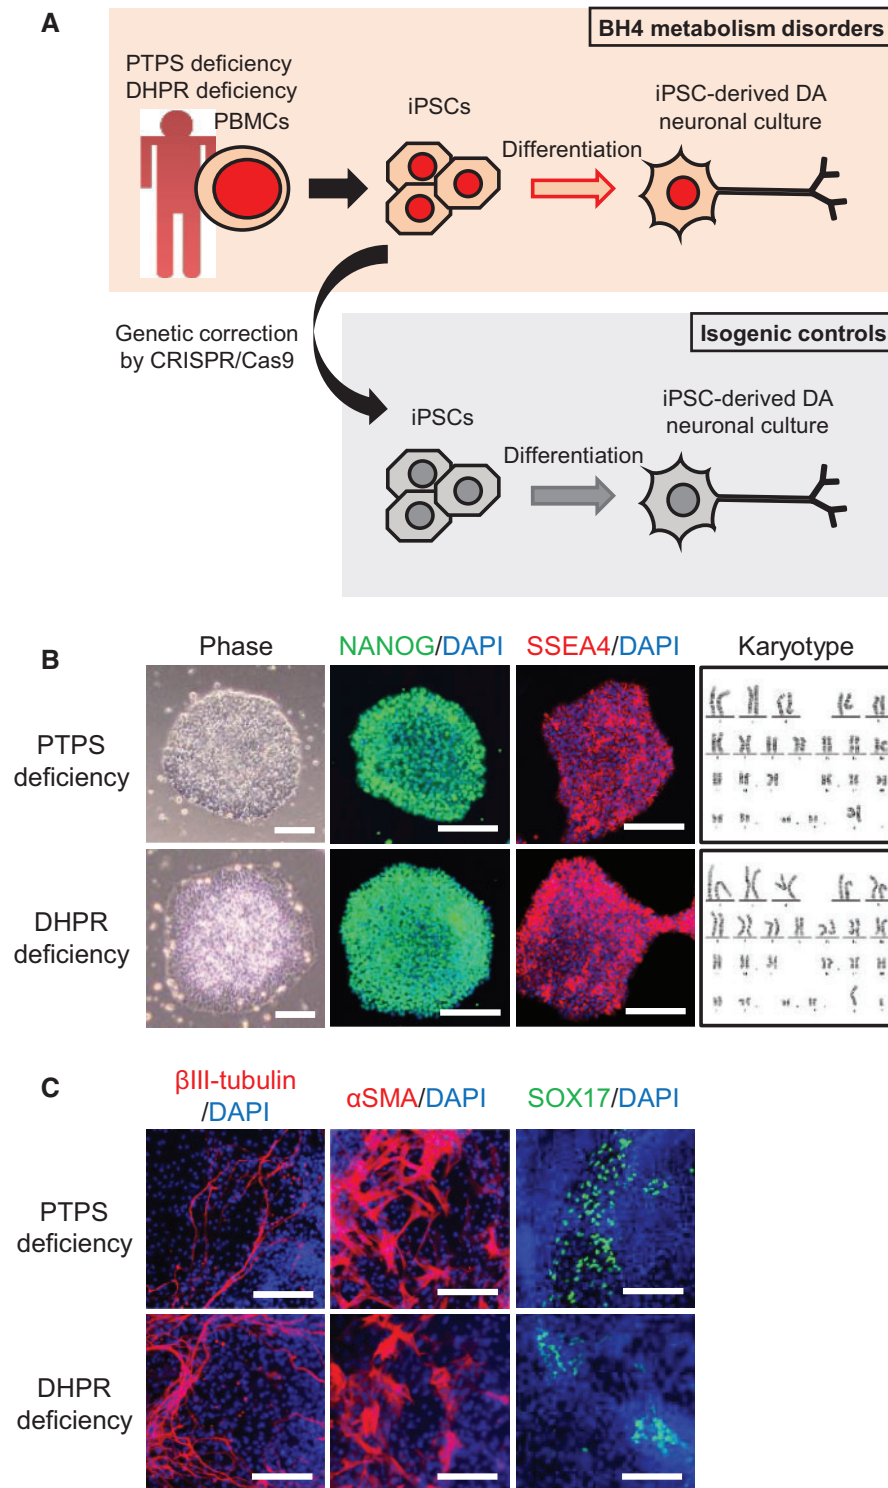 A
BH4 metabolism disorders
PTPS deficiency
DHPR deficiency
PBMCs
iPSCs
Differentiation
iPSC-derived DA
neuronal culture
Genetic correction
by CRISPR/Cas9
Isogenic controls
iPSCs
Differentiation
iPSC-derived DA
neuronal culture
B
Phase
NANOG/DAPI
SSEA4/DAPI
Karyotype
PTPS
deficiency
DHPR
deficiency
C
βIII-tubulin
/DAPI
αSMA/DAPI
SOX17/DAPI
PTPS
deficiency
DHPR
deficiency